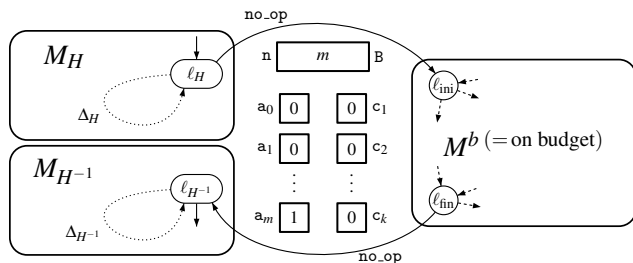 no_op
M_H
ℓ_H
Δ_H
n m B
a_0 0 0 c_1
a_1 0 0 c_2
⋮ ⋮
a_m 1 0 c_k
ℓ_ini
M^b (= on budget)
ℓ_fin
M_{H^{-1}}
ℓ_{H^{-1}}
Δ_{H^{-1}}
no_op